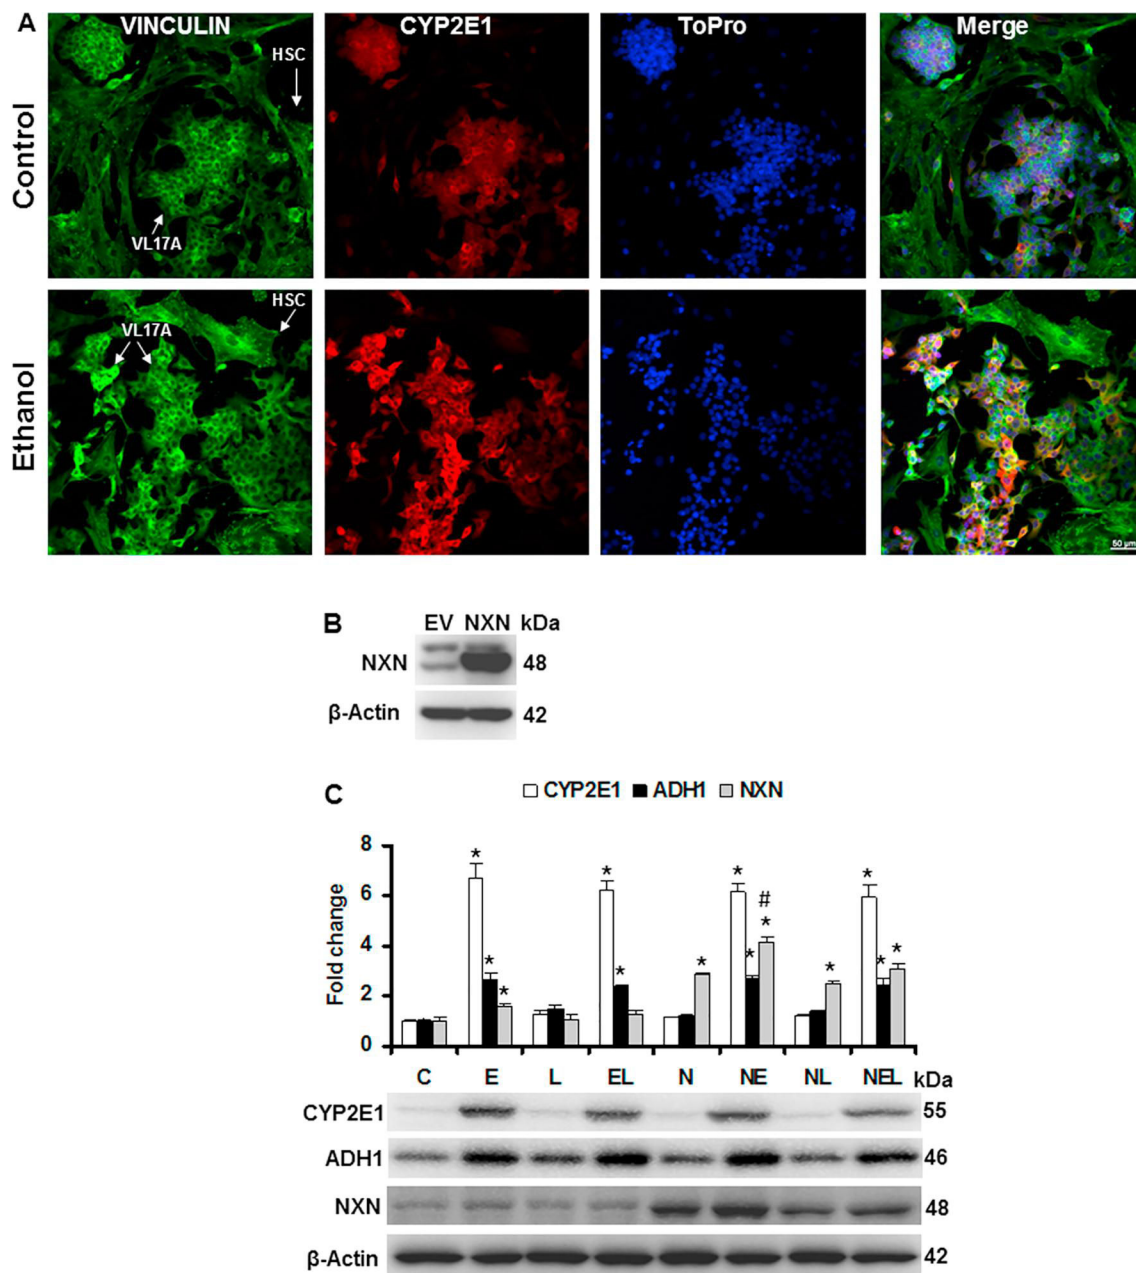 A
VINCULIN CYP2E1 ToPro Merge
HSC
Control
VL17A
HSC
VL17A
Ethanol
50 µm
B
EV NXN kDa
NXN 48
β-Actin 42
C
CYP2E1 ADH1 NXN
8
6
4
2
0
Fold change
* * * * * * * * # * * * * *
C E L EL N NE NL NEL kDa
CYP2E1 55
ADH1 46
NXN 48
β-Actin 42